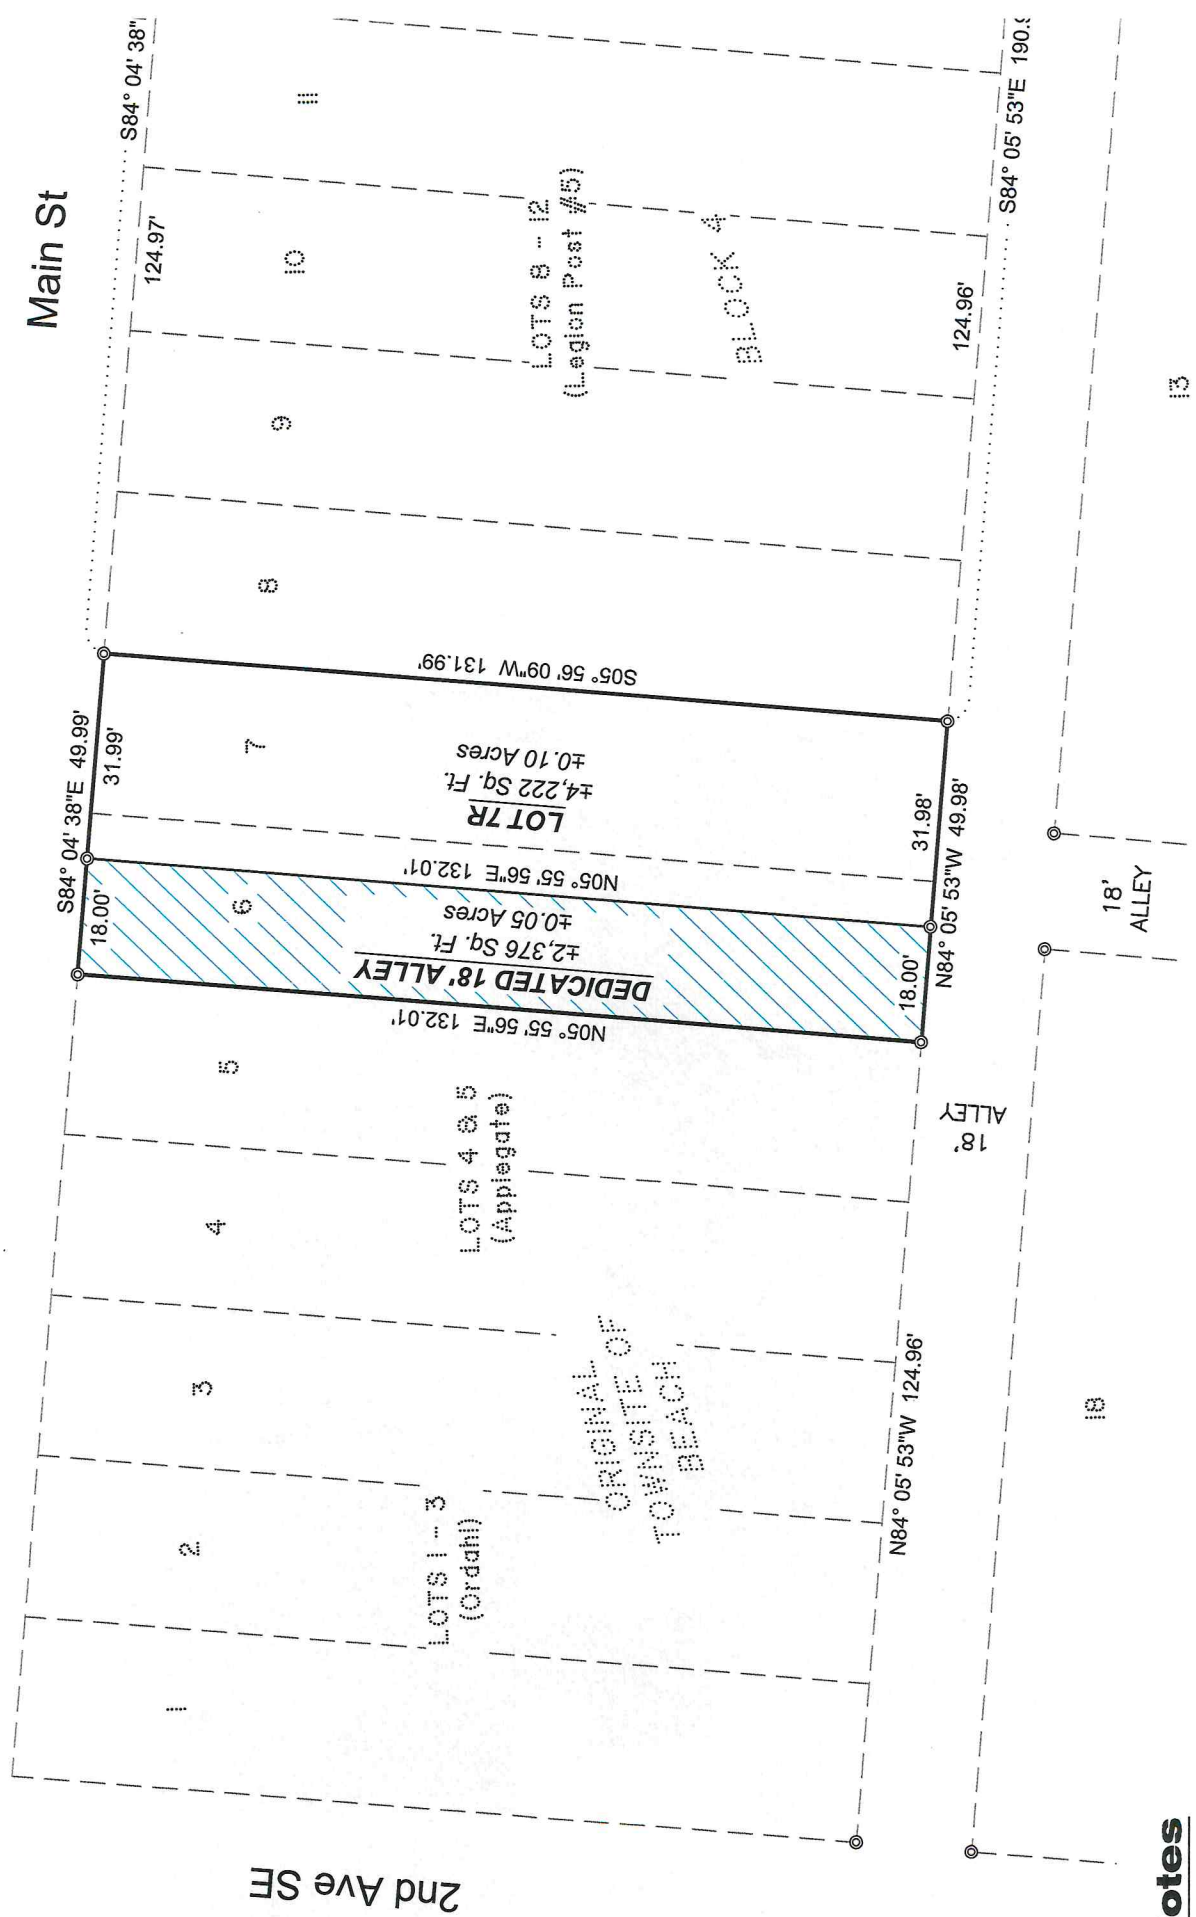 Main St
S84° 04' 38"
124.97'
S84° 04' 38"E 49.99'
31.99'
18.00'
1
2
3
4
5
6
7
8
9
10
11
LOTS 1 - 3
(Ordahl)
LOTS 4 & 5
(Applegate)
LOTS 8 - 12
(Legion Post #5)
BLOCK 4
ORIGINAL
TOWNSITE OF
BEACH
N05° 55' 56"E 132.01'
DEDICATED 18' ALLEY
±2,376 Sq. Ft.
±0.05 Acres
N05° 55' 56"E 132.01'
LOT 7R
±4,222 Sq. Ft.
±0.10 Acres
S05° 56' 09"W 131.99'
18.00'
31.98'
N84° 05' 53"W 49.98'
N84° 05' 53"W 124.96'
124.96'
S84° 05' 53"E 190.9
18'
ALLEY
18'
ALLEY
18
13
2nd Ave SE
otes